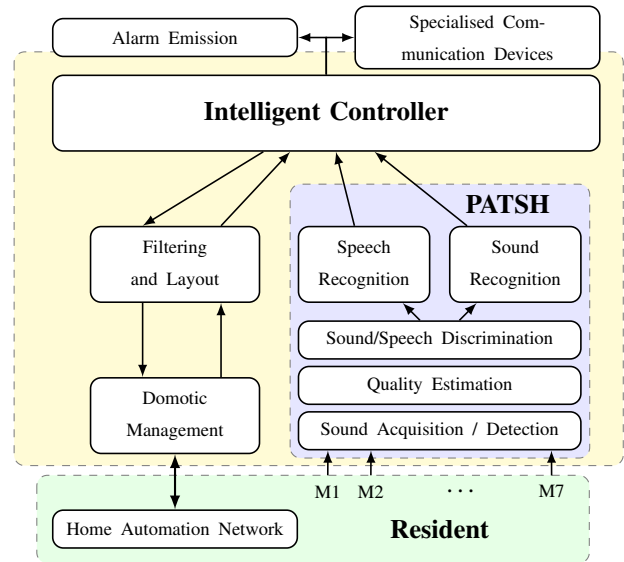 Alarm Emission
Specialised Com-
munication Devices
Intelligent Controller
PATSH
Filtering
and Layout
Speech
Recognition
Sound
Recognition
Sound/Speech Discrimination
Quality Estimation
Domotic
Management
Sound Acquisition / Detection
M1 M2 ··· M7
Home Automation Network
Resident